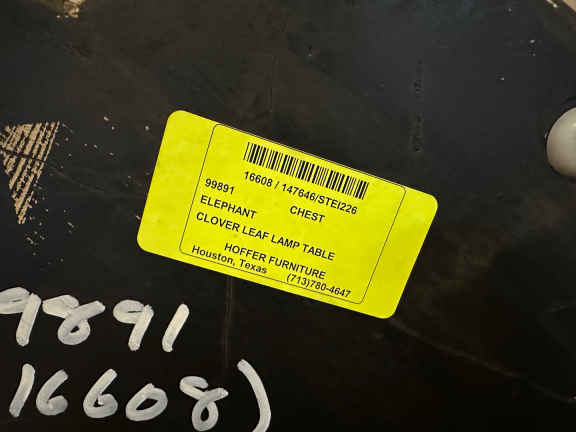 16608 / 147646/STEI226
99891
ELEPHANT CHEST
CLOVER LEAF LAMP TABLE
HOFFER FURNITURE
Houston, Texas (713)780-4647
9891
16608)